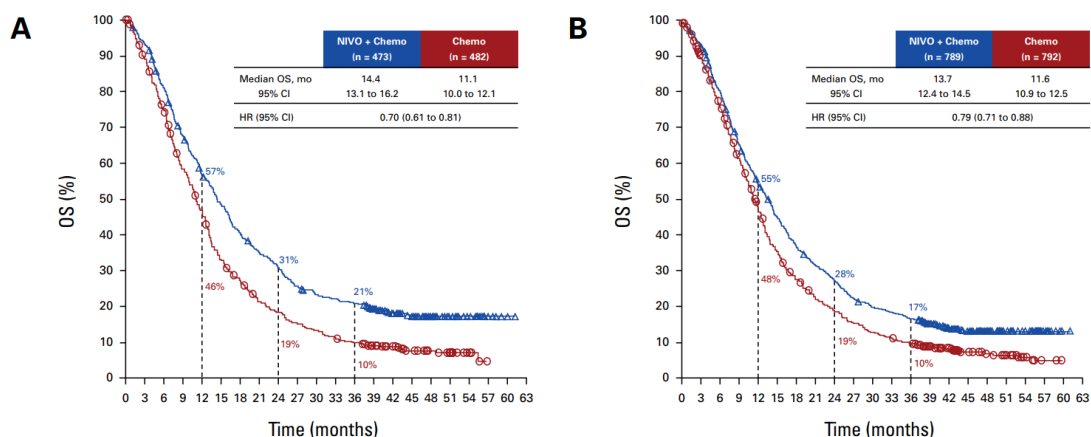 A
NIVO + Chemo Chemo
(n = 473) (n = 482)
Median OS, mo 14.4 11.1
95% CI 13.1 to 16.2 10.0 to 12.1
HR (95% CI) 0.70 (0.61 to 0.81)
OS (%)
100
90
80
70
60
50
40
30
20
10
0
57%
46%
31%
19%
21%
10%
0 3 6 9 12 15 18 21 24 27 30 33 36 39 42 45 48 51 54 57 60 63
Time (months)
B
NIVO + Chemo Chemo
(n = 789) (n = 792)
Median OS, mo 13.7 11.6
95% CI 12.4 to 14.5 10.9 to 12.5
HR (95% CI) 0.79 (0.71 to 0.88)
OS (%)
100
90
80
70
60
50
40
30
20
10
0
55%
48%
28%
19%
17%
10%
0 3 6 9 12 15 18 21 24 27 30 33 36 39 42 45 48 51 54 57 60 63
Time (months)